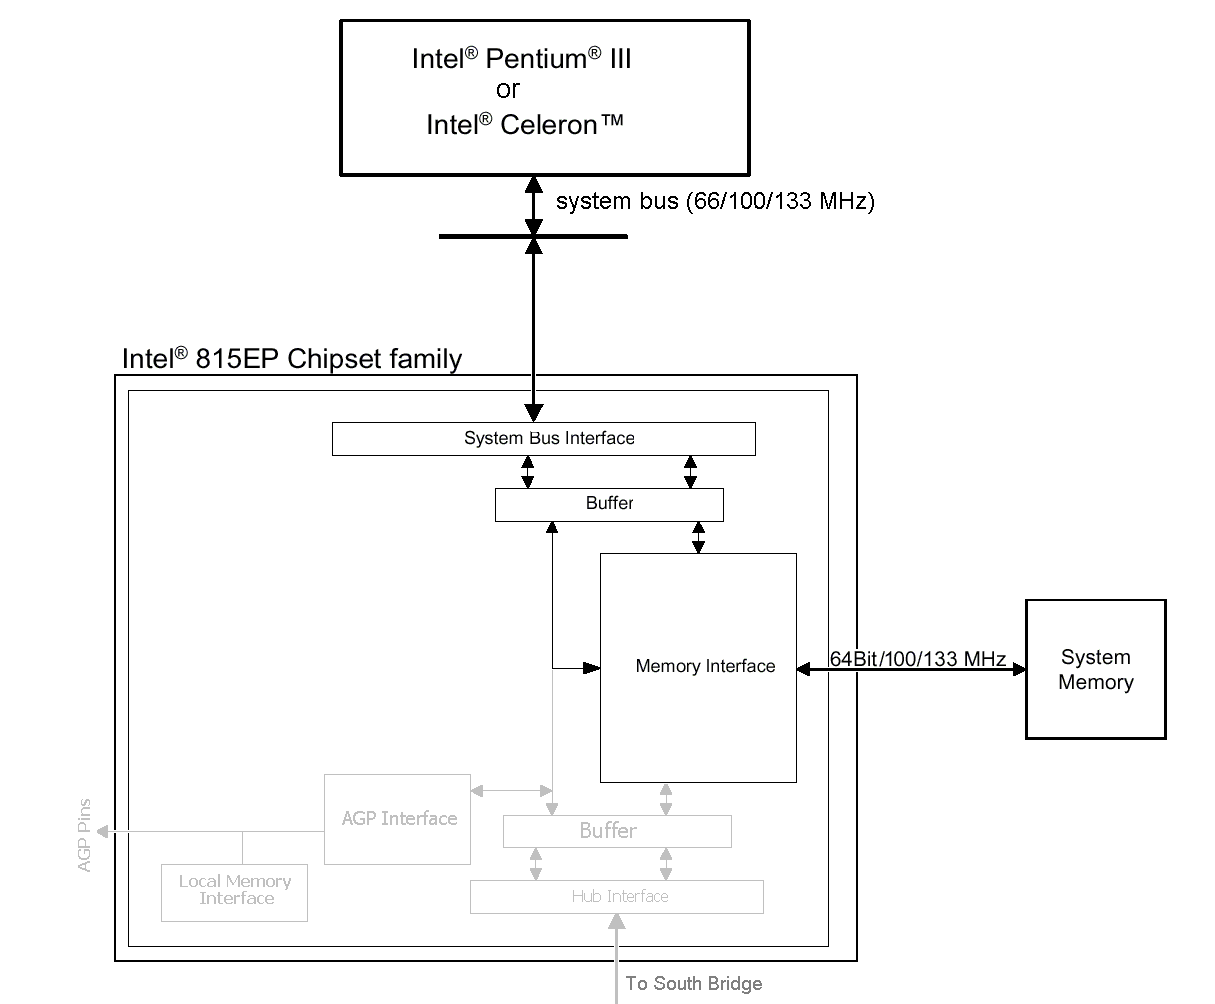 Intel® Pentium® III
or
Intel® Celeron™
system bus (66/100/133 MHz)
Intel® 815EP Chipset family
System Bus Interface
Buffer
Memory Interface
64Bit/100/133 MHz
System
Memory
AGP Pins
AGP Interface
Buffer
Local Memory
Interface
Hub Interface
To South Bridge